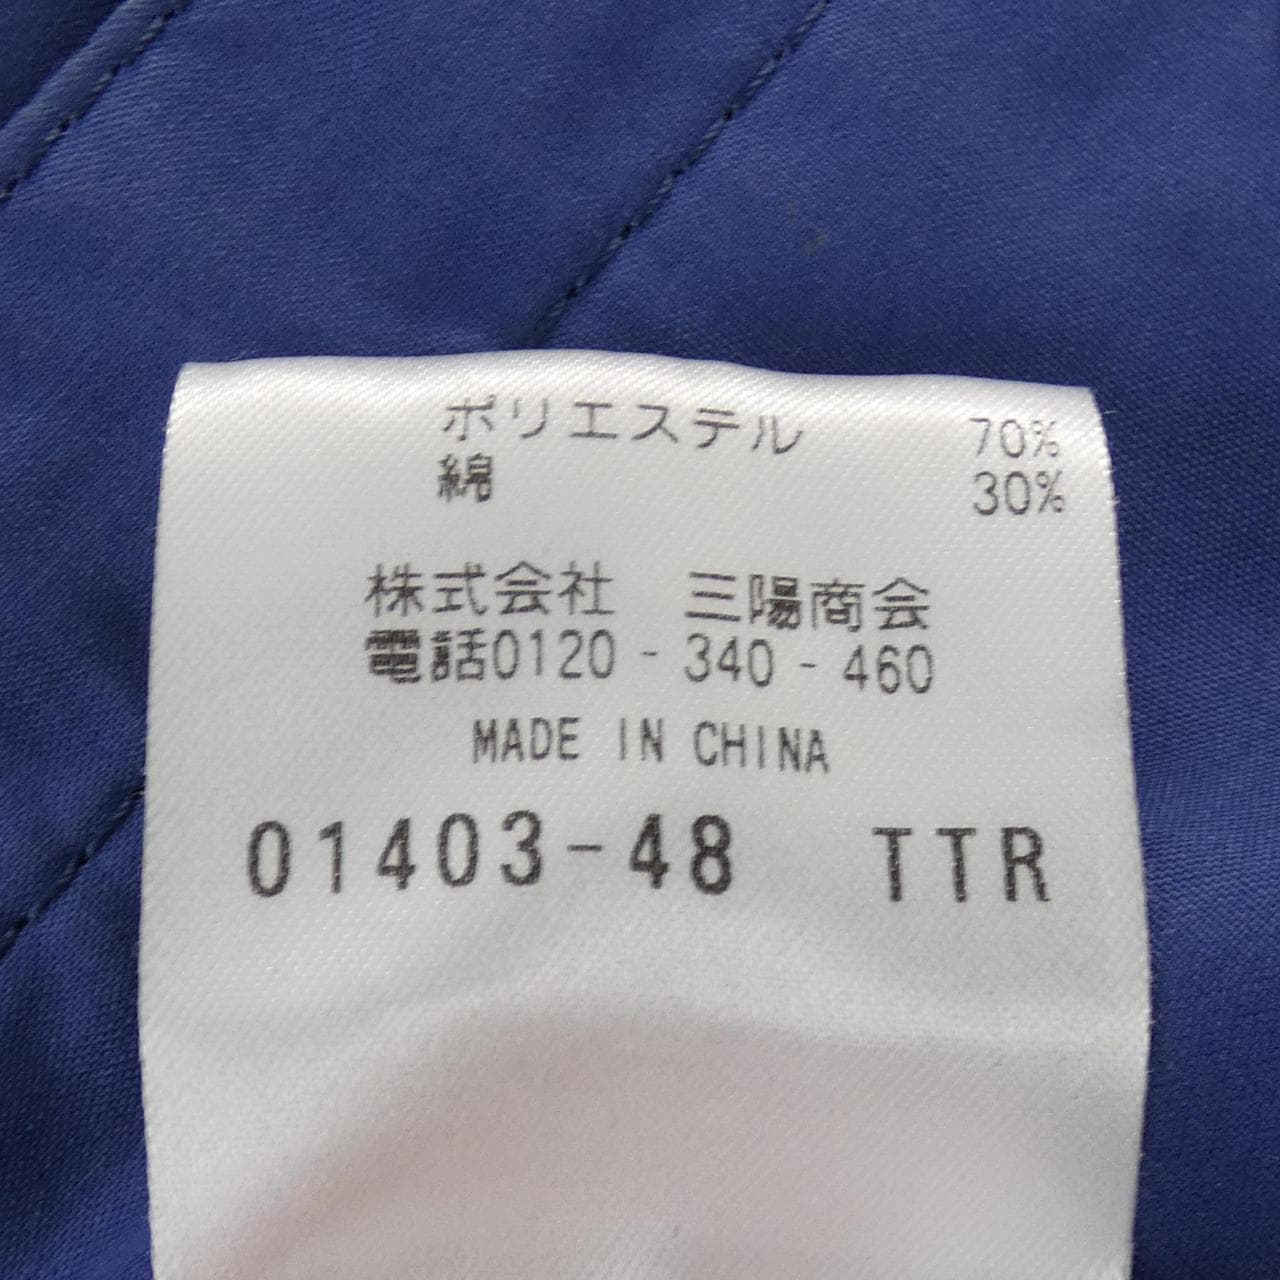 ポリエステル 70%
綿 30%
株式会社 三陽商会
電話0120-340-460
MADE IN CHINA
01403-48 TTR